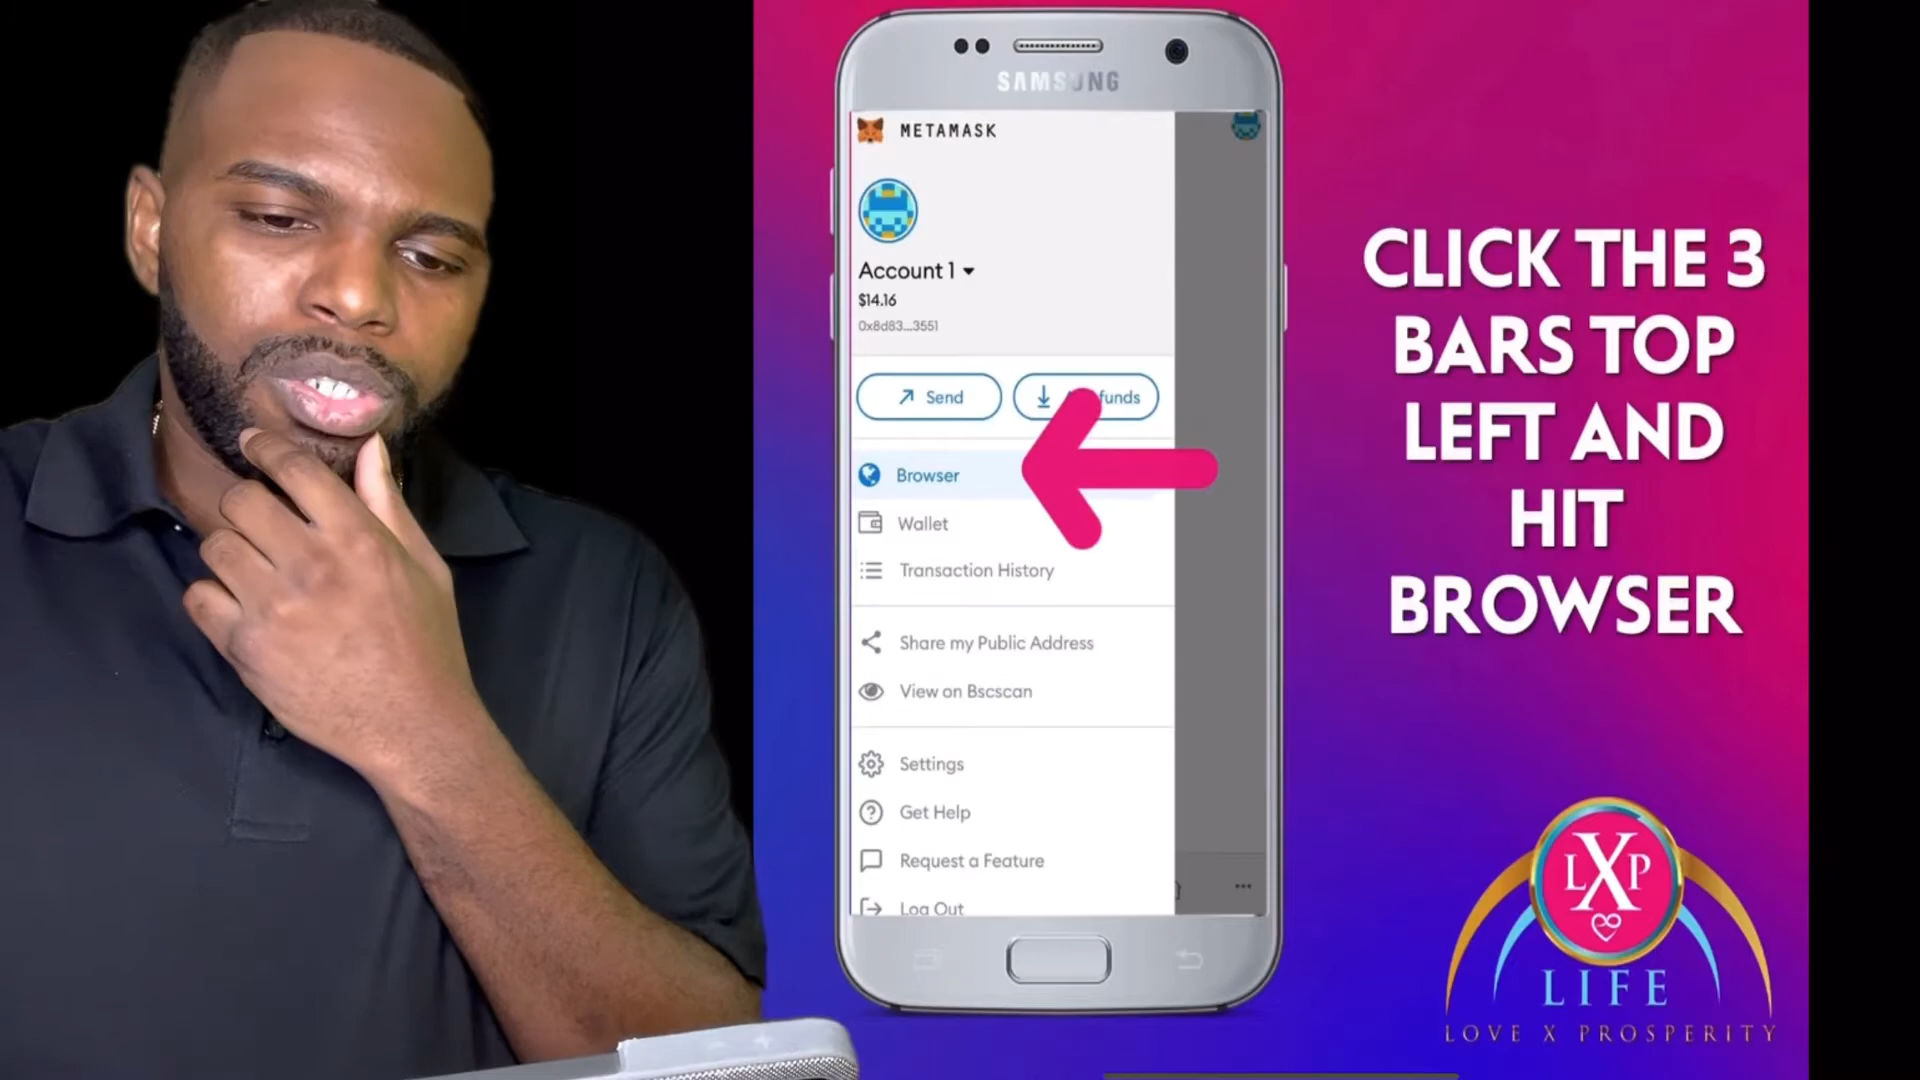 SAMSUNG
METAMASK
Account 1
$14.16
0x8d83...3551
Send
funds
Browser
Wallet
Transaction History
Share my Public Address
View on Bscscan
Settings
Get Help
Request a Feature
Log Out
CLICK THE 3
BARS TOP
LEFT AND
HIT
BROWSER
LXP
LIFE
LOVE X PROSPERITY